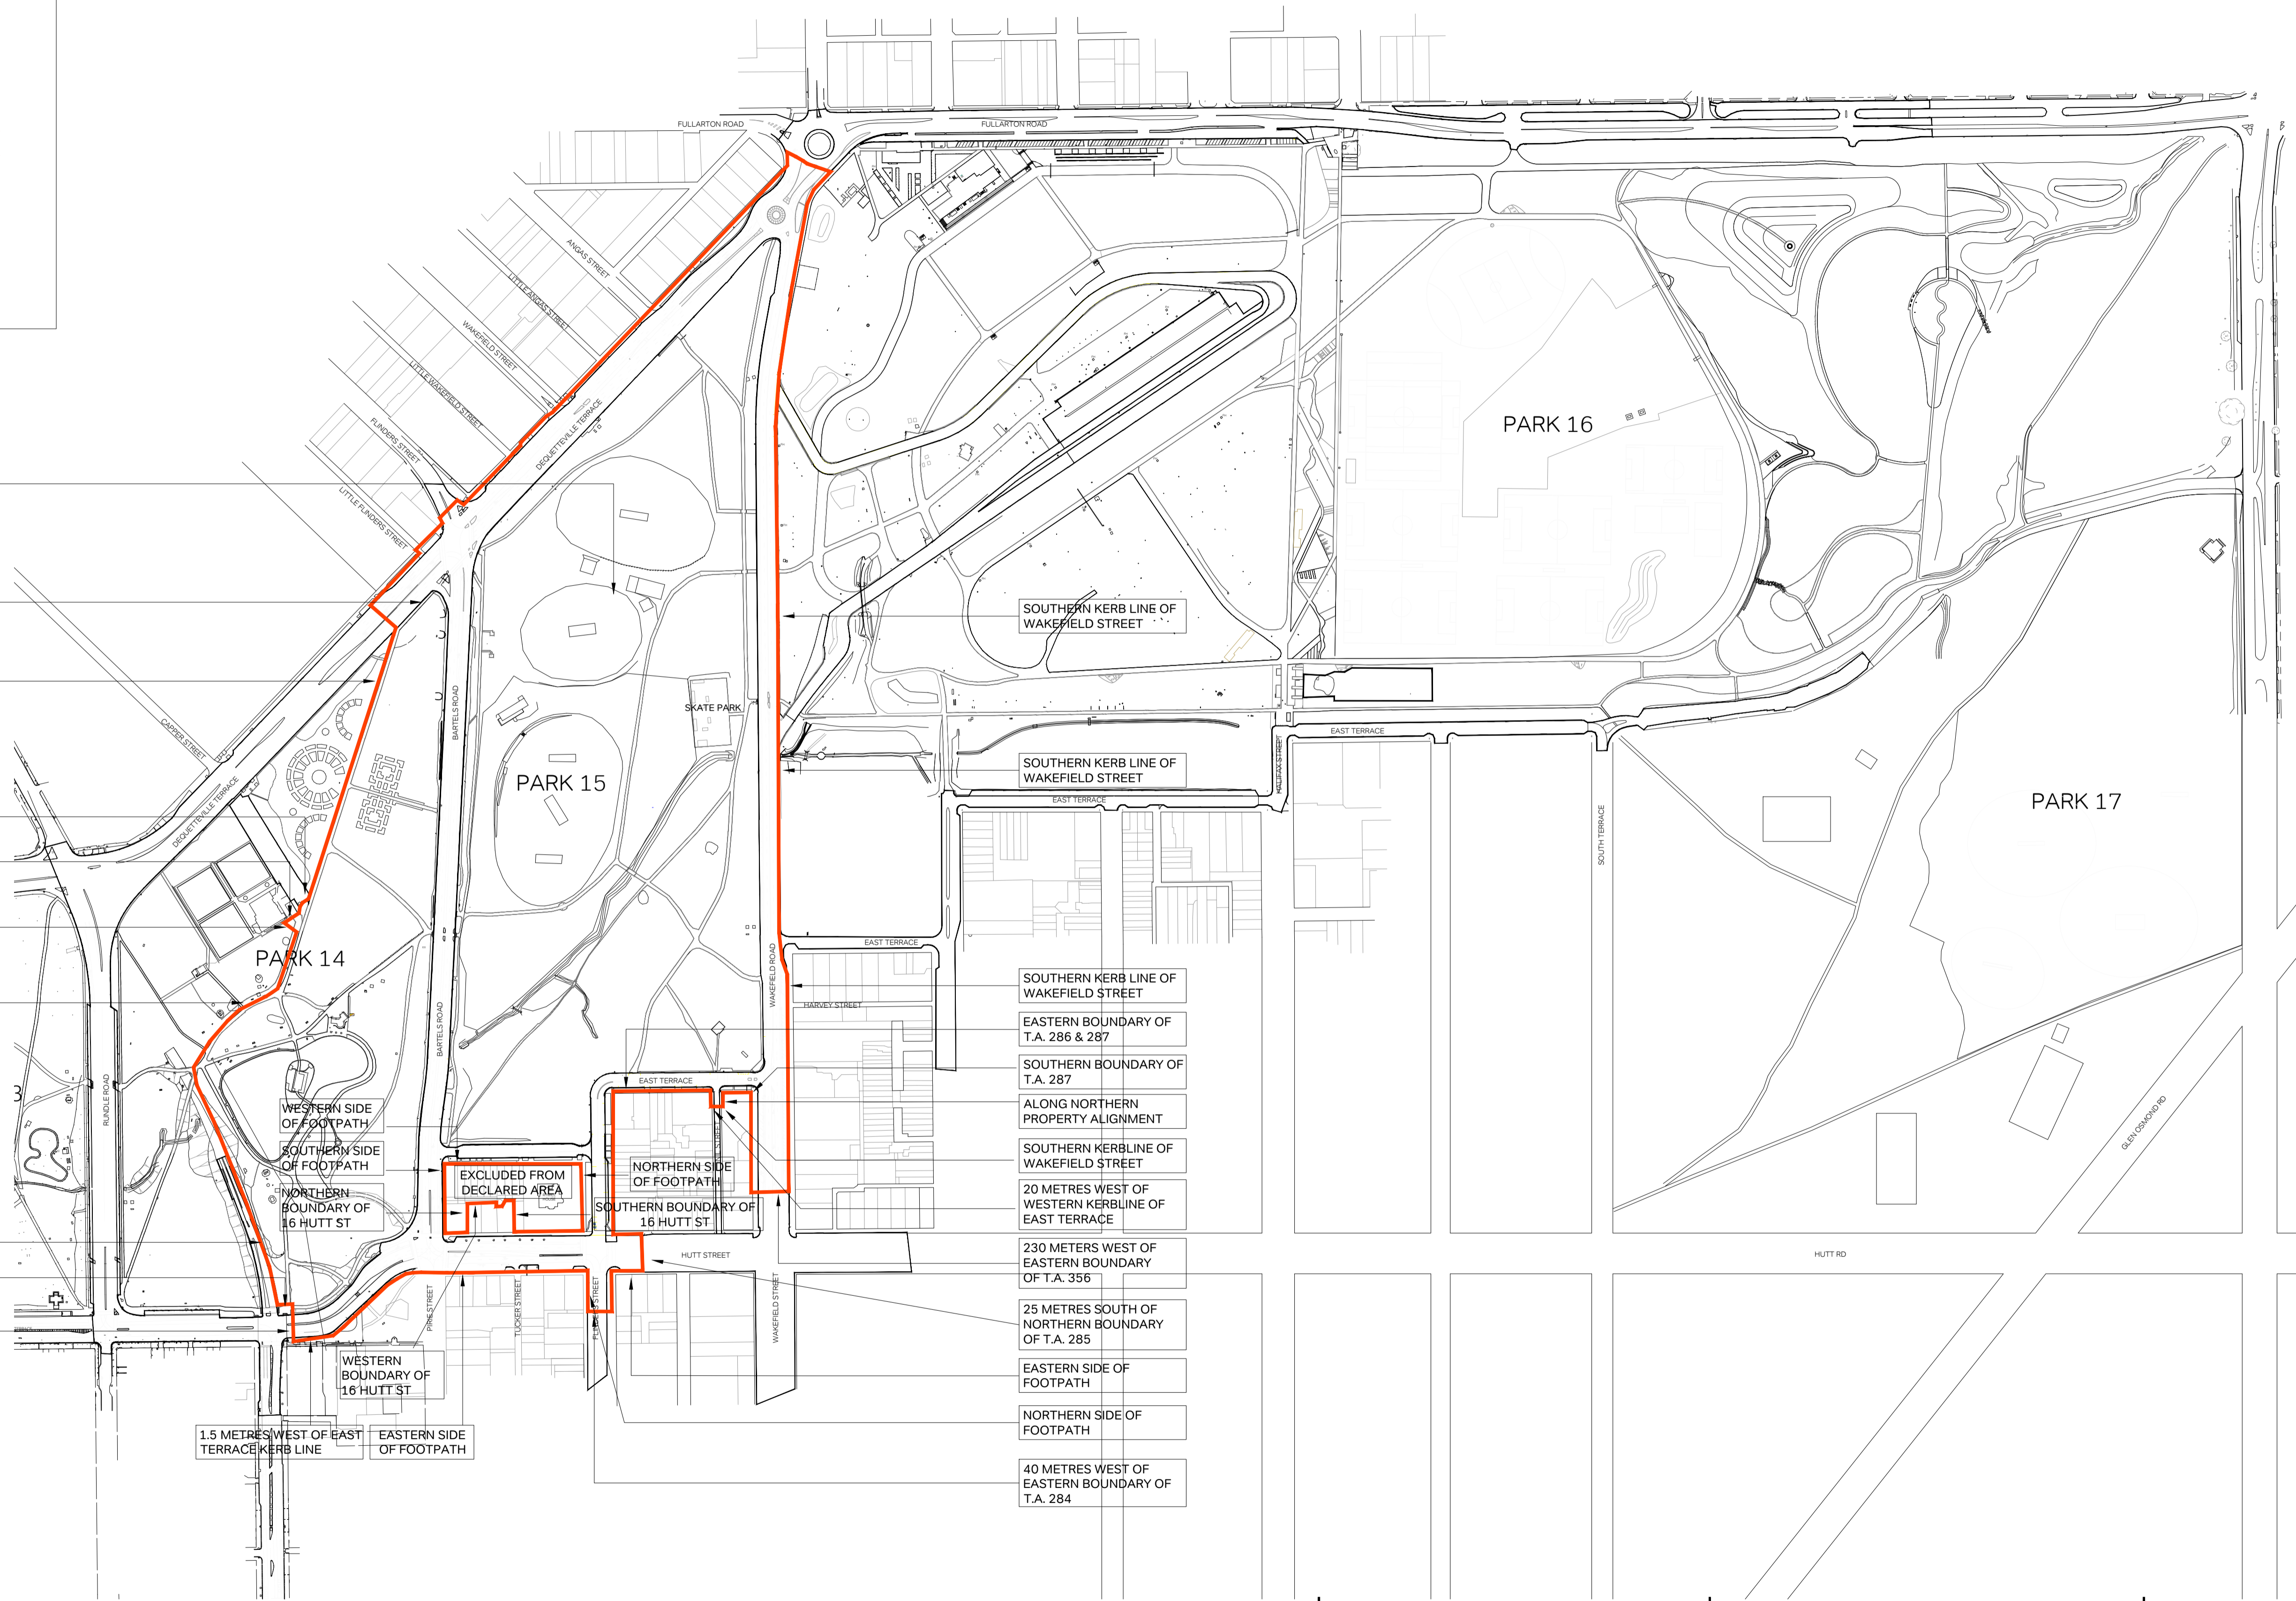 FULLARTON ROAD
FULLARTON ROAD
ANGAS STREET
LITTLE ANGAS STREET
WAKEFIELD STREET
LITTLE WAKEFIELD STREET
FLINDERS STREET
LITTLE FLINDERS STREET
DEQUETTEVILLE TERRACE
PARK 16
SOUTHERN KERB LINE OF
WAKEFIELD STREET
BARTELS ROAD
SKATE PARK
CAPPER STREET
DEQUETTEVILLE TERRACE
PARK 15
SOUTHERN KERB LINE OF
WAKEFIELD STREET
EAST TERRACE
HALIFAX STREET
EAST TERRACE
SOUTH TERRACE
PARK 17
PARK 14
EAST TERRACE
WAKEFIELD ROAD
SOUTHERN KERB LINE OF
WAKEFIELD STREET
HARVEY STREET
BARTELS ROAD
EASTERN BOUNDARY OF
T.A. 286 & 287
SOUTHERN BOUNDARY OF
T.A. 287
EAST TERRACE
RUNDLE ROAD
3
WESTERN SIDE
OF FOOTPATH
ALONG NORTHERN
PROPERTY ALIGNMENT
SOUTHERN SIDE
OF FOOTPATH
SOUTHERN KERBLINE OF
WAKEFIELD STREET
EXCLUDED FROM
DECLARED AREA
NORTHERN SIDE
OF FOOTPATH
NORTHERN
BOUNDARY OF
16 HUTT ST
SOUTHERN BOUNDARY OF
16 HUTT ST
20 METRES WEST OF
WESTERN KERBLINE OF
EAST TERRACE
GLEN OSMOND RD
HUTT STREET
HUTT RD
230 METERS WEST OF
EASTERN BOUNDARY
OF T.A. 356
PIRIE STREET
TUCKER STREET
FLINDERS STREET
WAKEFIELD STREET
25 METRES SOUTH OF
NORTHERN BOUNDARY
OF T.A. 285
WESTERN
BOUNDARY OF
16 HUTT ST
EASTERN SIDE OF
FOOTPATH
NORTHERN SIDE OF
FOOTPATH
1.5 METRES WEST OF EAST
TERRACE KERB LINE
EASTERN SIDE
OF FOOTPATH
40 METRES WEST OF
EASTERN BOUNDARY OF
T.A. 284